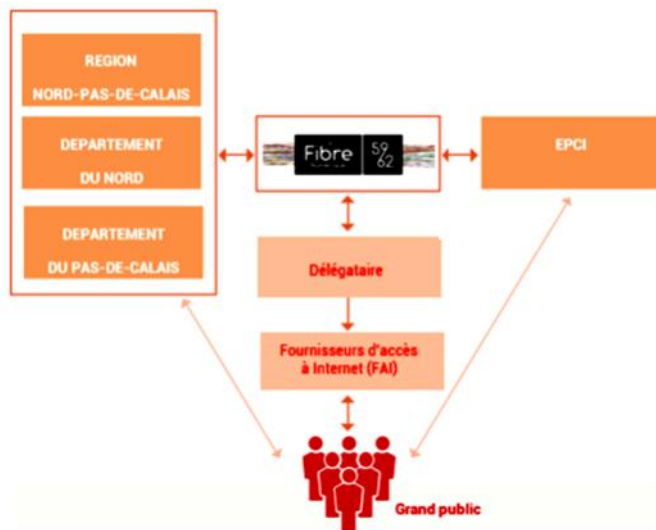 REGION
NORD-PAS-DE-CALAIS
DEPARTEMENT
DU NORD
DEPARTEMENT
DU PAS-DE-CALAIS
Fibre
59
62
EPCI
Délégataire
Fournisseurs d'accès
à Internet (FAI)
Grand public